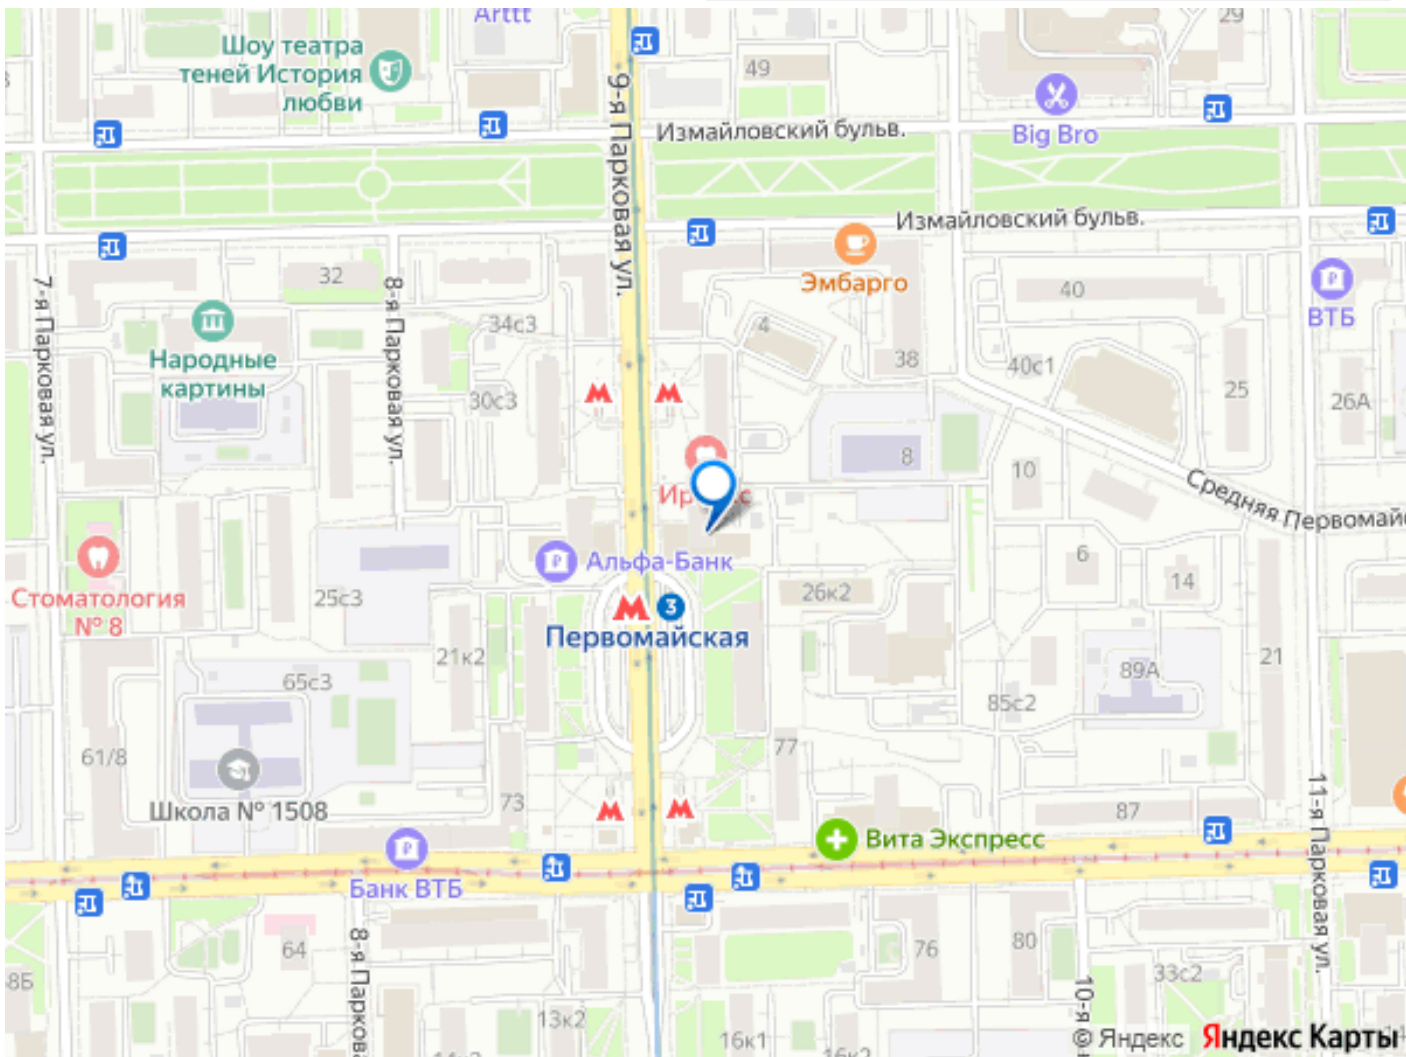 Arttt
29
Шоу театра
теней История
любви
49
9-я Парковая ул.
Измайловский бульв.
Big Bro
Измайловский бульв.
7-я Парковая ул.
32
8-я Парковая ул.
Эмбарго
40
ВТБ
34с3
4
Народные
картины
38
40с1
25
30с3
26А
8
10
Средняя Первомай
Альфа-Банк
6
14
Стоматология
№ 8
25с3
26к2
3
Первомайская
21к2
65с3
89А
21
85с2
61/8
77
Школа № 1508
73
87
11-я Парковая ул.
Вита Экспресс
Банк ВТБ
64
8-я Парковая
76
80
33с2
8Б
10-я
13к2
16к1
16к2
© Яндекс Яндекс Карты